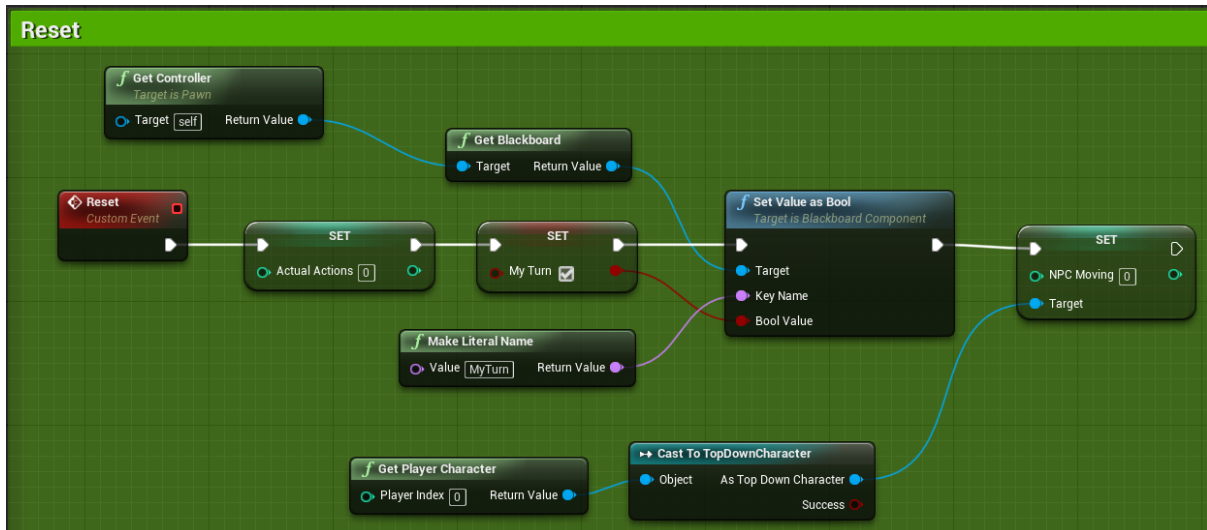 Reset
Get Controller
Target is Pawn
Target self Return Value
Get Blackboard
Target Return Value
Reset
Custom Event
SET
Actual Actions 0
SET
My Turn
Set Value as Bool
Target is Blackboard Component
Target
Key Name
Bool Value
SET
NPC Moving 0
Target
Make Literal Name
Value MyTurn Return Value
Get Player Character
Player Index 0 Return Value
Cast To TopDownCharacter
Object As Top Down Character
Success